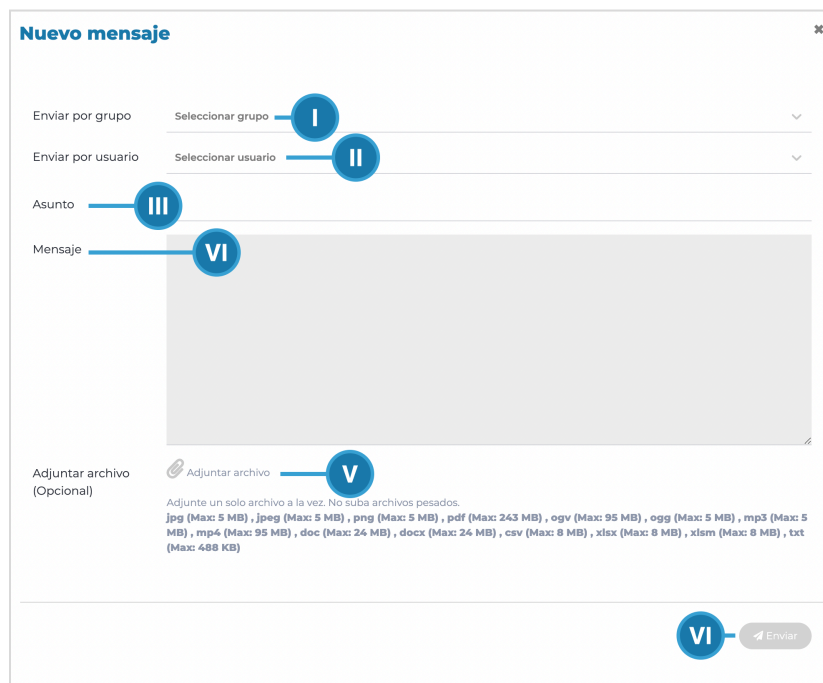 Nuevo mensaje ✖
Enviar por grupo Seleccionar grupo I
Enviar por usuario Seleccionar usuario II
Asunto III
Mensaje VI
Adjuntar archivo
(Opcional)
Adjuntar archivo V
Adjunte un solo archivo a la vez. No suba archivos pesados.
jpg (Max: 5 MB) , jpeg (Max: 5 MB) , png (Max: 5 MB) , pdf (Max: 243 MB) , ogv (Max: 95 MB) , ogg (Max: 5 MB) , mp3 (Max: 5
MB) , mp4 (Max: 95 MB) , doc (Max: 24 MB) , docx (Max: 24 MB) , csv (Max: 8 MB) , xlsx (Max: 8 MB) , xlsm (Max: 8 MB) , txt
(Max: 488 KB)
VI Enviar